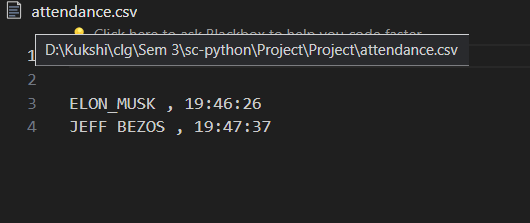 attendance.csv
Click here to ask Blackbox to help you code faster
D:\Kukshi\clg\Sem 3\sc-python\Project\Project\attendance.csv
1
2
3 ELON_MUSK , 19:46:26
4 JEFF BEZOS , 19:47:37